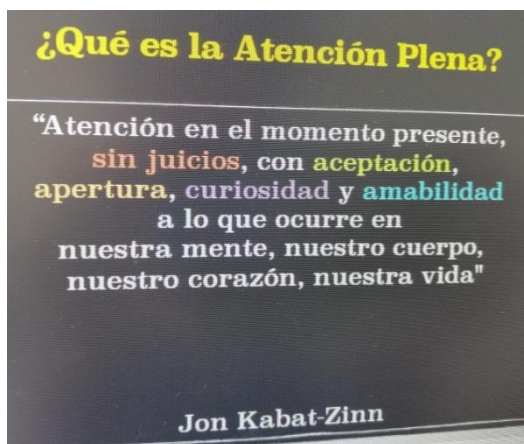 ¿Qué es la Atención Plena?
“Atención en el momento presente,
sin juicios, con aceptación,
apertura, curiosidad y amabilidad
a lo que ocurre en
nuestra mente, nuestro cuerpo,
nuestro corazón, nuestra vida"
Jon Kabat-Zinn